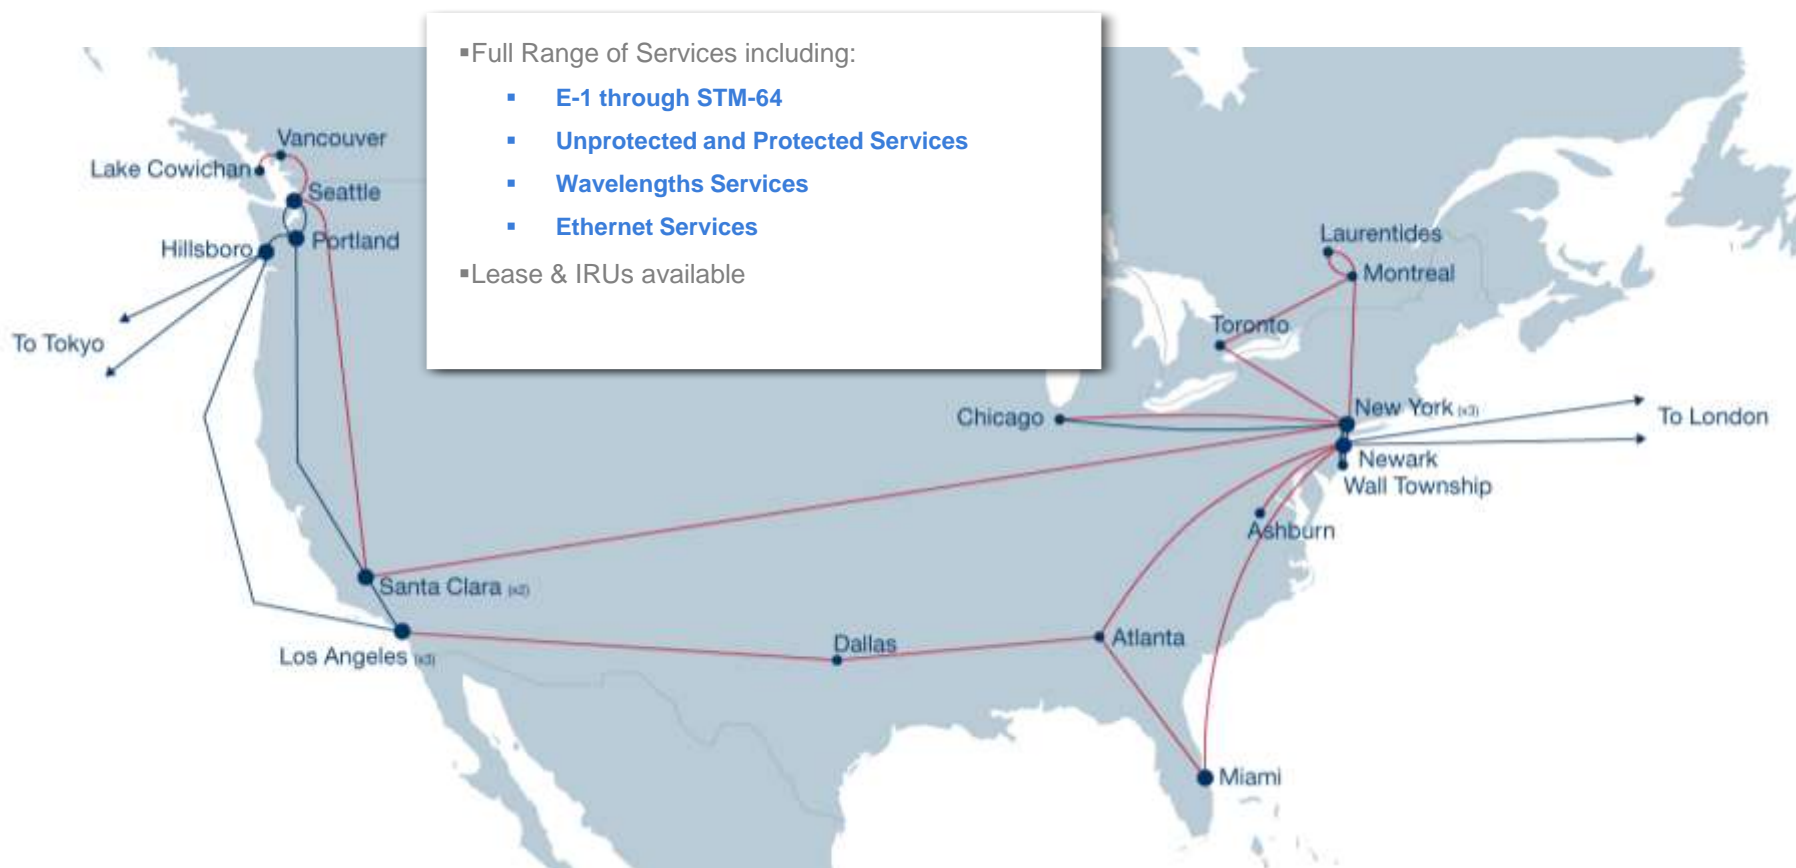 ▪Full Range of Services including:
▪ E-1 through STM-64
▪ Unprotected and Protected Services
▪ Wavelengths Services
▪ Ethernet Services
▪Lease & IRUs available
Vancouver
Lake Cowichan
Seattle
Hillsboro
Portland
To Tokyo
Laurentides
Montreal
Toronto
Chicago
New York (x3)
To London
Newark
Wall Township
Ashburn
Santa Clara (x2)
Los Angeles (x3)
Dallas
Atlanta
Miami